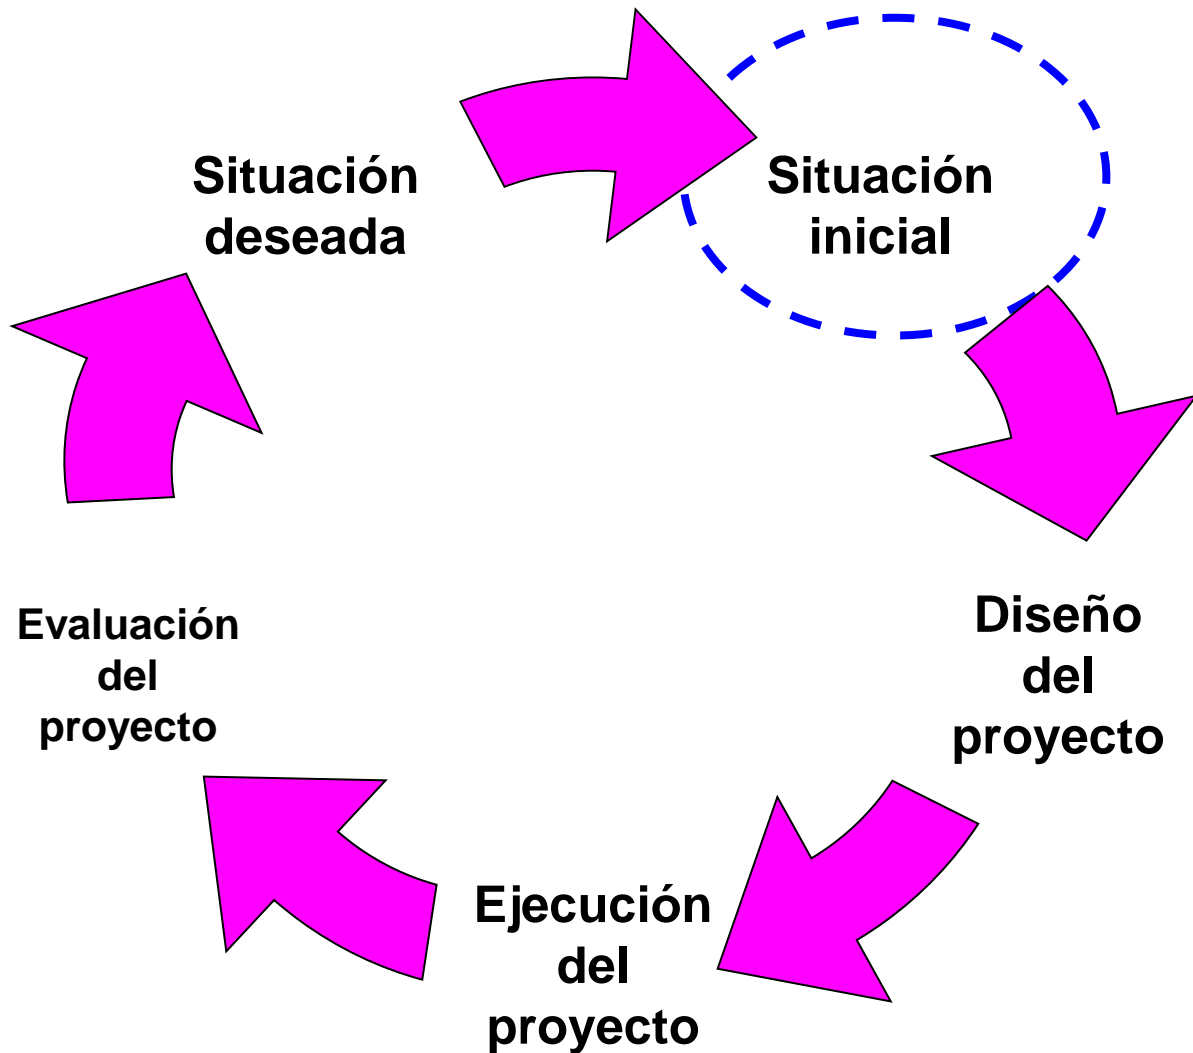 Situación
deseada
Situación
inicial
Diseño
del
proyecto
Ejecución
del
proyecto
Evaluación
del
proyecto